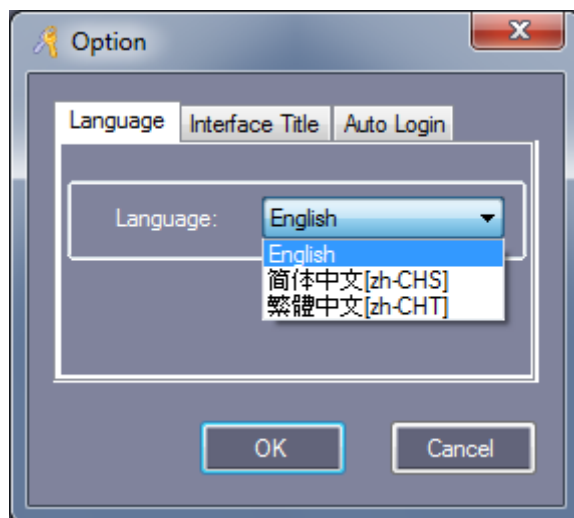 Option
Language Interface Title Auto Login
Language: English
English
简体中文[zh-CHS]
繁體中文[zh-CHT]
OK Cancel